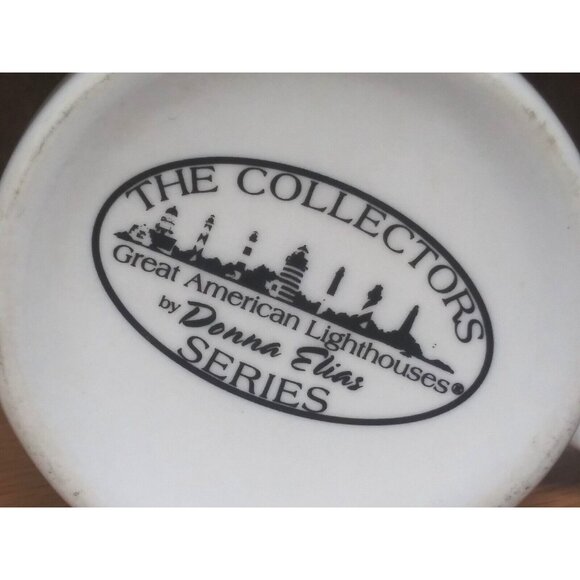 THE COLLECTORS
Great American Lighthouses®
by Donna Elias
SERIES